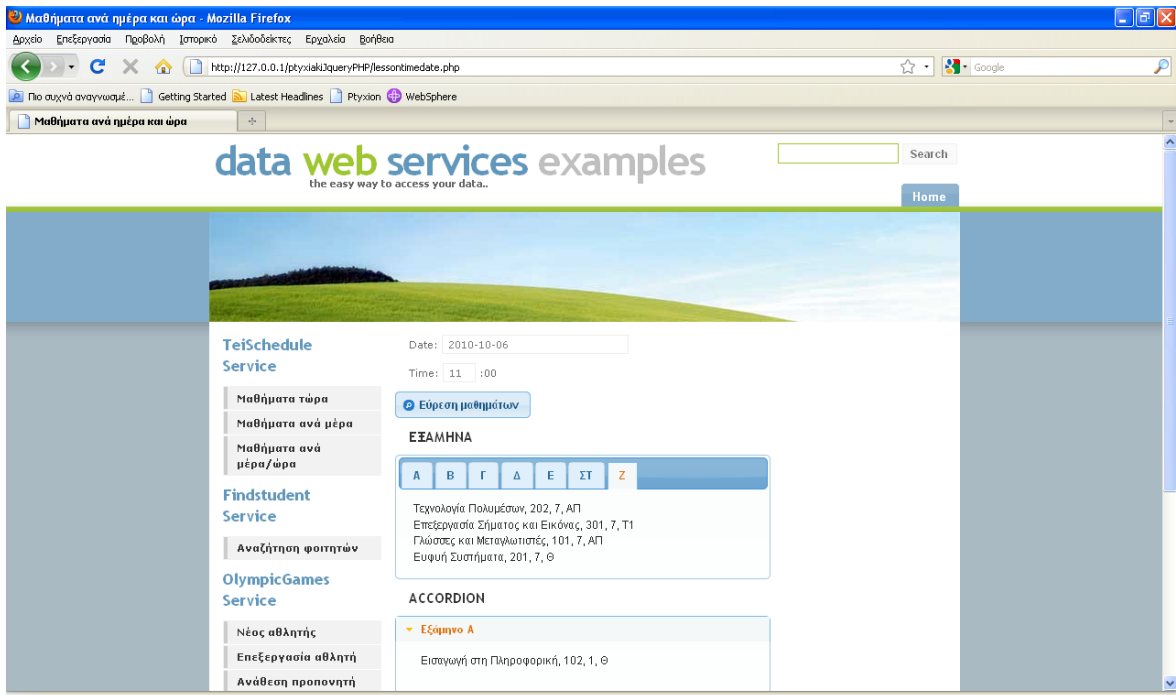 Μαθήματα ανά ημέρα και ώρα - Mozilla Firefox
Αρχείο Επεξεργασία Προβολή Ιστορικό Σελιδοδείκτες Εργαλεία Βοήθεια
http://127.0.0.1/ptyxiakiJqueryPHP/lessontimedate.php
Google
Πιο συχνά αναγνωσμέ... Getting Started Latest Headlines Ptyxion WebSphere
Μαθήματα ανά ημέρα και ώρα
data web services examples
the easy way to access your data..
Search
Home
TeiSchedule
Service
Μαθήματα τώρα
Μαθήματα ανά μέρα
Μαθήματα ανά
μέρα/ώρα
Findstudent
Service
Αναζήτηση φοιτητών
OlympicGames
Service
Νέος αθλητής
Επεξεργασία αθλητή
Ανάθεση προπονητή
Date: 2010-10-06
Time: 11 :00
Εύρεση μαθημάτων
ΕΞΑΜΗΝΑ
Α Β Γ Δ Ε ΣΤ Ζ
Τεχνολογία Πολυμέσων, 202, 7, ΑΠ
Επεξεργασία Σήματος και Εικόνας, 301, 7, Τ1
Γλώσσες και Μεταγλωτιστές, 101, 7, ΑΠ
Ευφυή Συστήματα, 201, 7, Θ
ACCORDION
Εξάμηνο Α
Εισαγωγή στη Πληροφορική, 102, 1, Θ